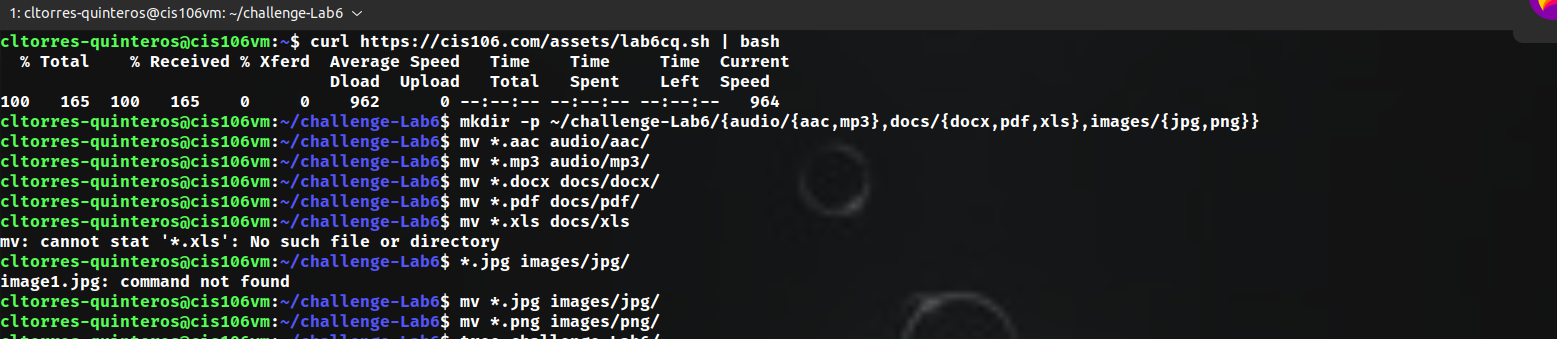 1: cltorres-quinteros@cis106vm: ~/challenge-Lab6
cltorres-quinteros@cis106vm:~$ curl https://cis106.com/assets/lab6cq.sh | bash
  % Total    % Received % Xferd  Average Speed   Time    Time     Time  Current
                                 Dload  Upload   Total   Spent    Left  Speed
100   165  100   165    0     0    962      0 --:--:-- --:--:-- --:--:--   964
cltorres-quinteros@cis106vm:~/challenge-Lab6$ mkdir -p ~/challenge-Lab6/{audio/{aac,mp3},docs/{docx,pdf,xls},images/{jpg,png}}
cltorres-quinteros@cis106vm:~/challenge-Lab6$ mv *.aac audio/aac/
cltorres-quinteros@cis106vm:~/challenge-Lab6$ mv *.mp3 audio/mp3/
cltorres-quinteros@cis106vm:~/challenge-Lab6$ mv *.docx docs/docx/
cltorres-quinteros@cis106vm:~/challenge-Lab6$ mv *.pdf docs/pdf/
cltorres-quinteros@cis106vm:~/challenge-Lab6$ mv *.xls docs/xls
mv: cannot stat '*.xls': No such file or directory
cltorres-quinteros@cis106vm:~/challenge-Lab6$ *.jpg images/jpg/
image1.jpg: command not found
cltorres-quinteros@cis106vm:~/challenge-Lab6$ mv *.jpg images/jpg/
cltorres-quinteros@cis106vm:~/challenge-Lab6$ mv *.png images/png/